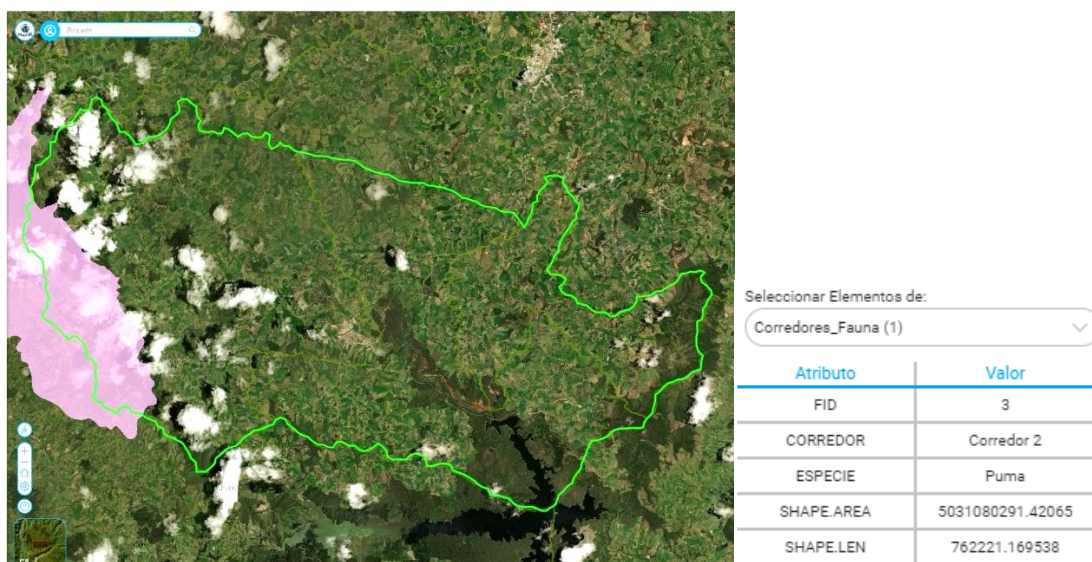 Buscador
Seleccionar Elementos de:
Corredores_Fauna (1)
Atributo Valor
FID 3
CORREDOR Corredor 2
ESPECIE Puma
SHAPE.AREA 5031080291.42065
SHAPE.LEN 762221.169538